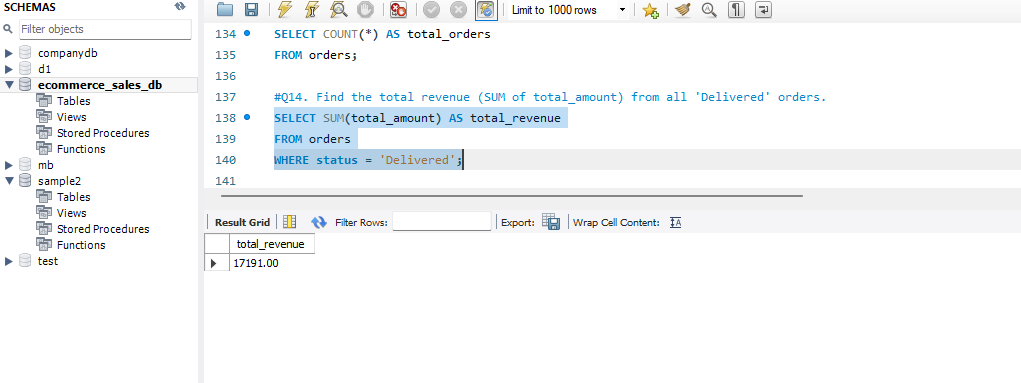 SCHEMAS
Filter objects
companydb
d1
ecommerce_sales_db
Tables
Views
Stored Procedures
Functions
mb
sample2
Tables
Views
Stored Procedures
Functions
test
Limit to 1000 rows
134 SELECT COUNT(*) AS total_orders
135 FROM orders;
136
137 #Q14. Find the total revenue (SUM of total_amount) from all 'Delivered' orders.
138 SELECT SUM(total_amount) AS total_revenue
139 FROM orders
140 WHERE status = 'Delivered';
141
Result Grid Filter Rows: Export: Wrap Cell Content:
total_revenue
17191.00